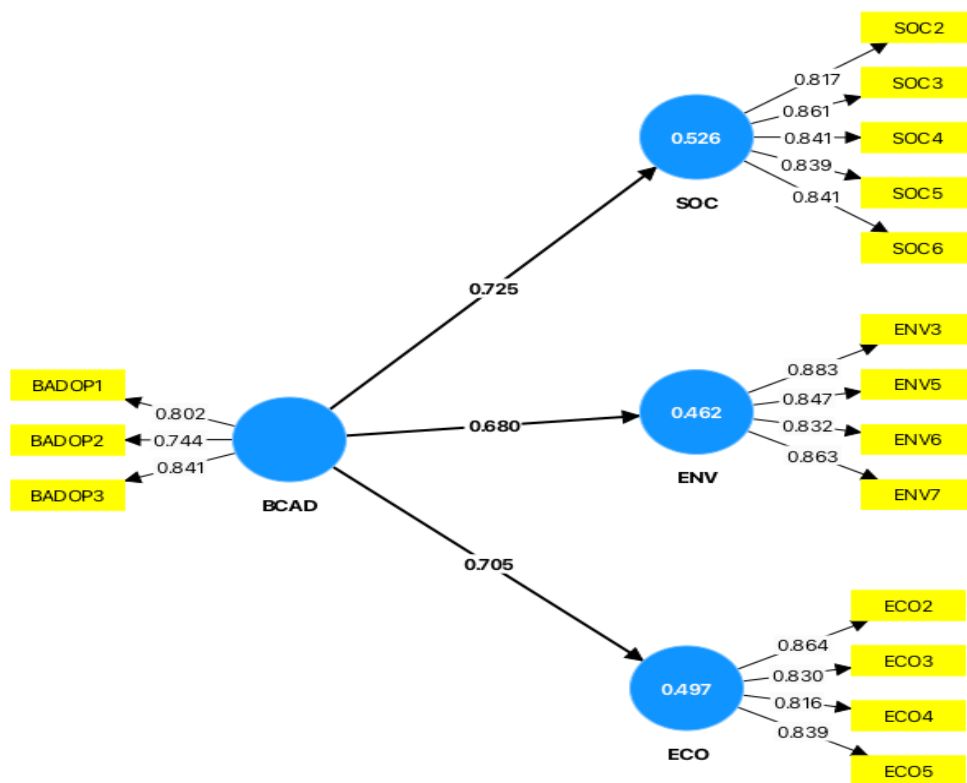 SOC2
0.817
SOC3
0.861
0.526
0.841
SOC4
0.839
SOC5
0.841
SOC
SOC6
0.725
ENV3
0.883
BADOP1
0.847
ENV5
0.802
0.462
0.680
0.832
ENV6
BADOP2
0.744
0.863
0.841
ENV
ENV7
BADOP3
BCAD
0.705
ECO2
0.864
ECO3
0.830
0.497
0.816
ECO4
0.839
ECO
ECO5